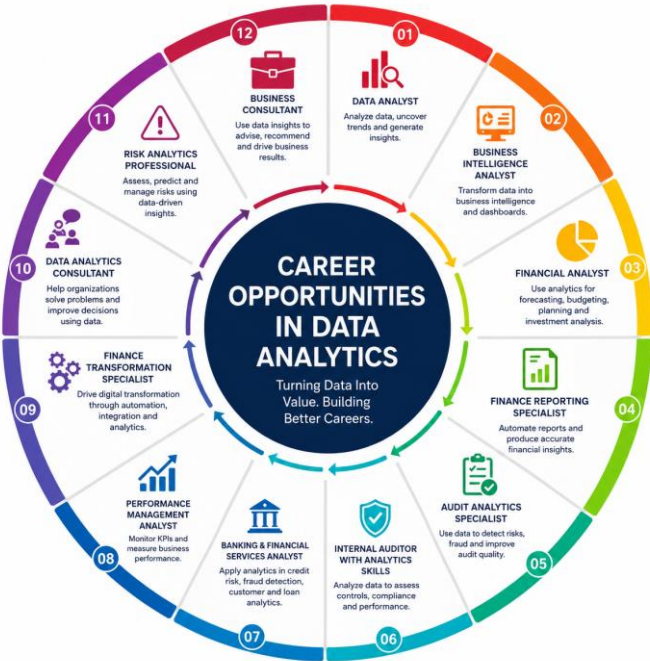 CAREER
OPPORTUNITIES
IN DATA
ANALYTICS
Turning Data Into
Value. Building
Better Careers.
01
DATA ANALYST
Analyze data, uncover
trends and generate
insights.
02
BUSINESS
INTELLIGENCE
ANALYST
Transform data into
business intelligence
and dashboards.
03
FINANCIAL ANALYST
Use analytics for
forecasting, budgeting,
planning and
investment analysis.
04
FINANCE REPORTING
SPECIALIST
Automate reports and
produce accurate
financial insights.
05
AUDIT ANALYTICS
SPECIALIST
Use data to detect risks,
fraud and improve
audit quality.
06
INTERNAL AUDITOR
WITH ANALYTICS
SKILLS
Analyze data to assess
controls, compliance
and performance.
07
BANKING & FINANCIAL
SERVICES ANALYST
Apply analytics in credit
risk, fraud detection,
customer and loan
analytics.
08
PERFORMANCE
MANAGEMENT
ANALYST
Monitor KPIs and
measure business
performance.
09
FINANCE
TRANSFORMATION
SPECIALIST
Drive digital transformation
through automation,
integration and
analytics.
10
DATA ANALYTICS
CONSULTANT
Help organizations
solve problems and
improve decisions
using data.
11
RISK ANALYTICS
PROFESSIONAL
Assess, predict and
manage risks using
data-driven
insights.
12
BUSINESS
CONSULTANT
Use data insights to
advise, recommend
and drive business
results.